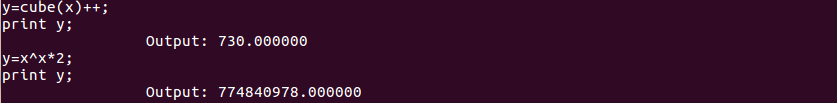 y=cube(x)++;
print y;
Output: 730.000000
y=x^x*2;
print y;
Output: 774840978.000000